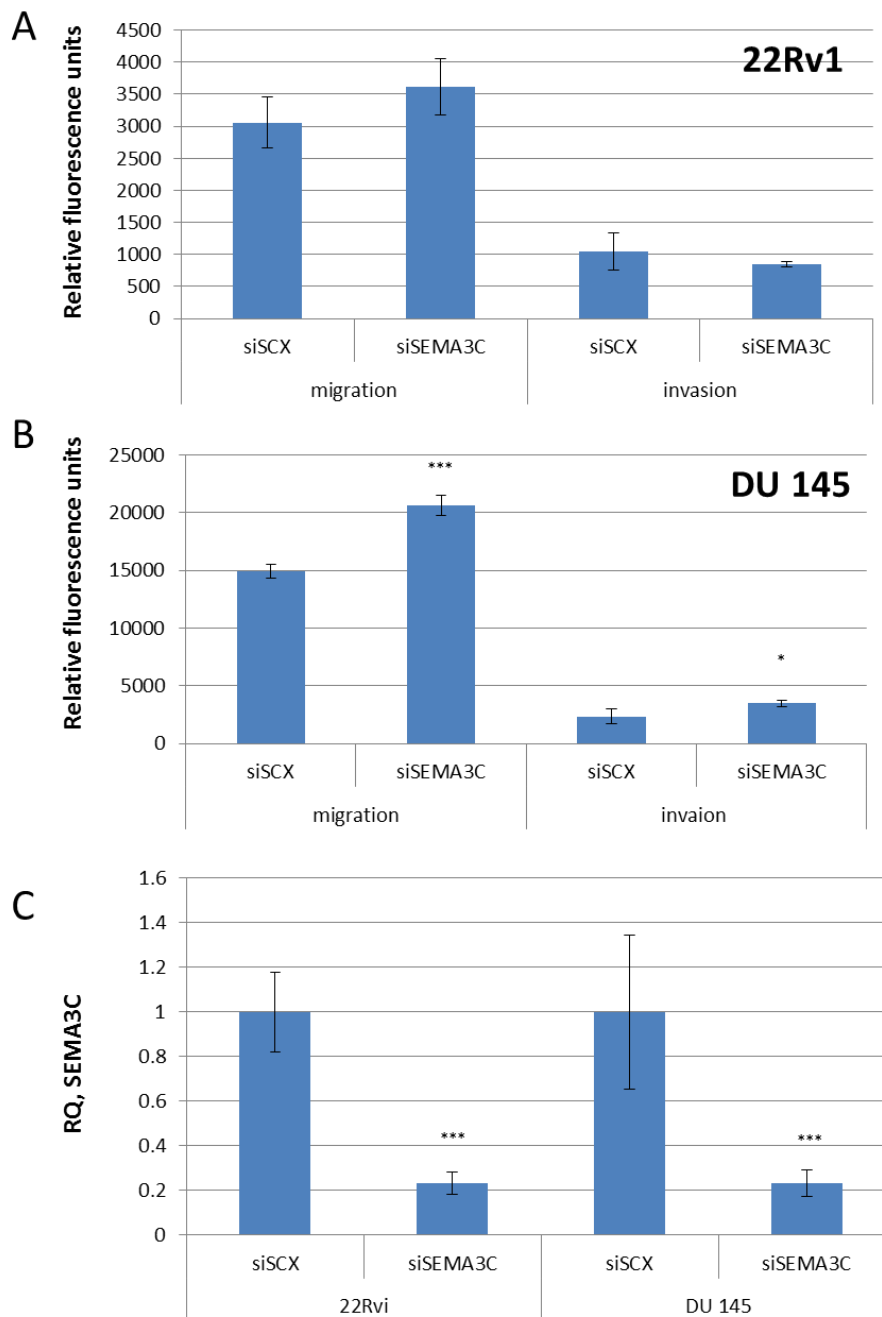 A
22Rv1
Relative fluorescence units
4500
4000
3500
3000
2500
2000
1500
1000
500
0
siSCX siSEMA3C siSCX siSEMA3C
migration invasion
B
DU 145
Relative fluorescence units
25000
20000
15000
10000
5000
0
***
*
siSCX siSEMA3C siSCX siSEMA3C
migration invaion
C
RQ, SEMA3C
1.6
1.4
1.2
1
0.8
0.6
0.4
0.2
0
*** ***
siSCX siSEMA3C siSCX siSEMA3C
22Rvi DU 145